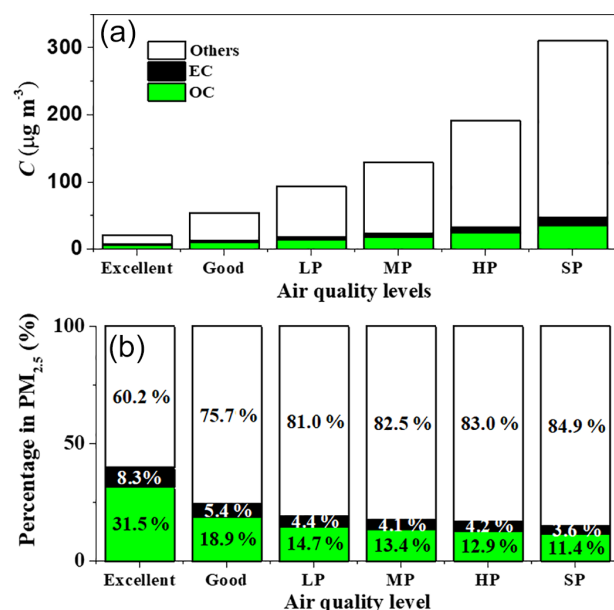 (a)
Others
EC
OC
C (μg m⁻³)
300
200
100
0
Excellent Good LP MP HP SP
Air quality levels
(b)
Percentage in PM₂.₅ (%)
100
50
0
60.2 % 75.7 % 81.0 % 82.5 % 83.0 % 84.9 %
8.3% 5.4 % 4.4 % 4.1 % 4.2 % 3.6 %
31.5 % 18.9 % 14.7 % 13.4 % 12.9 % 11.4 %
Excellent Good LP MP HP SP
Air quality level